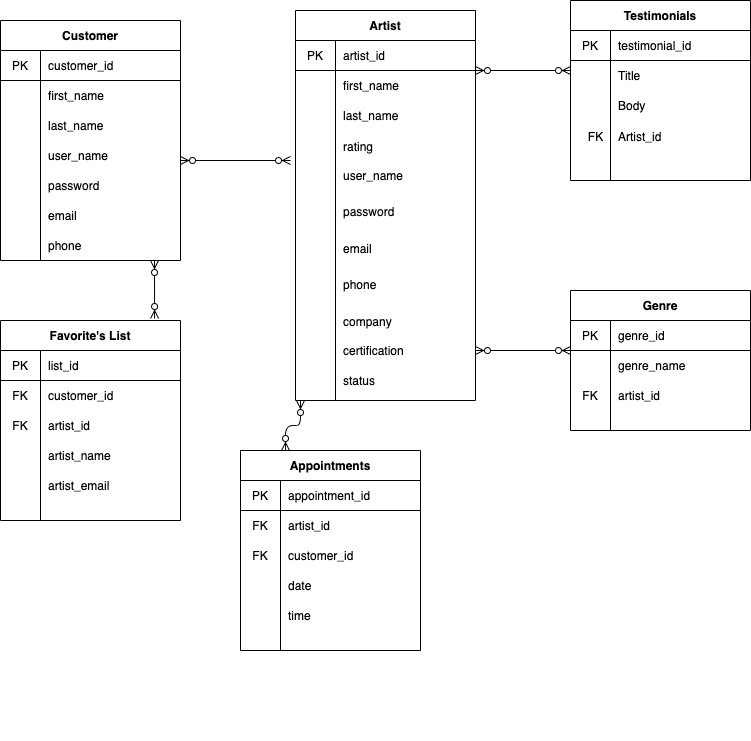 Customer
PK customer_id
first_name
last_name
user_name
password
email
phone
Artist
PK artist_id
first_name
last_name
rating
user_name
password
email
phone
company
certification
status
Testimonials
PK testimonial_id
Title
Body
FK Artist_id
Favorite's List
PK list_id
FK customer_id
FK artist_id
artist_name
artist_email
Genre
PK genre_id
genre_name
FK artist_id
Appointments
PK appointment_id
FK artist_id
FK customer_id
date
time